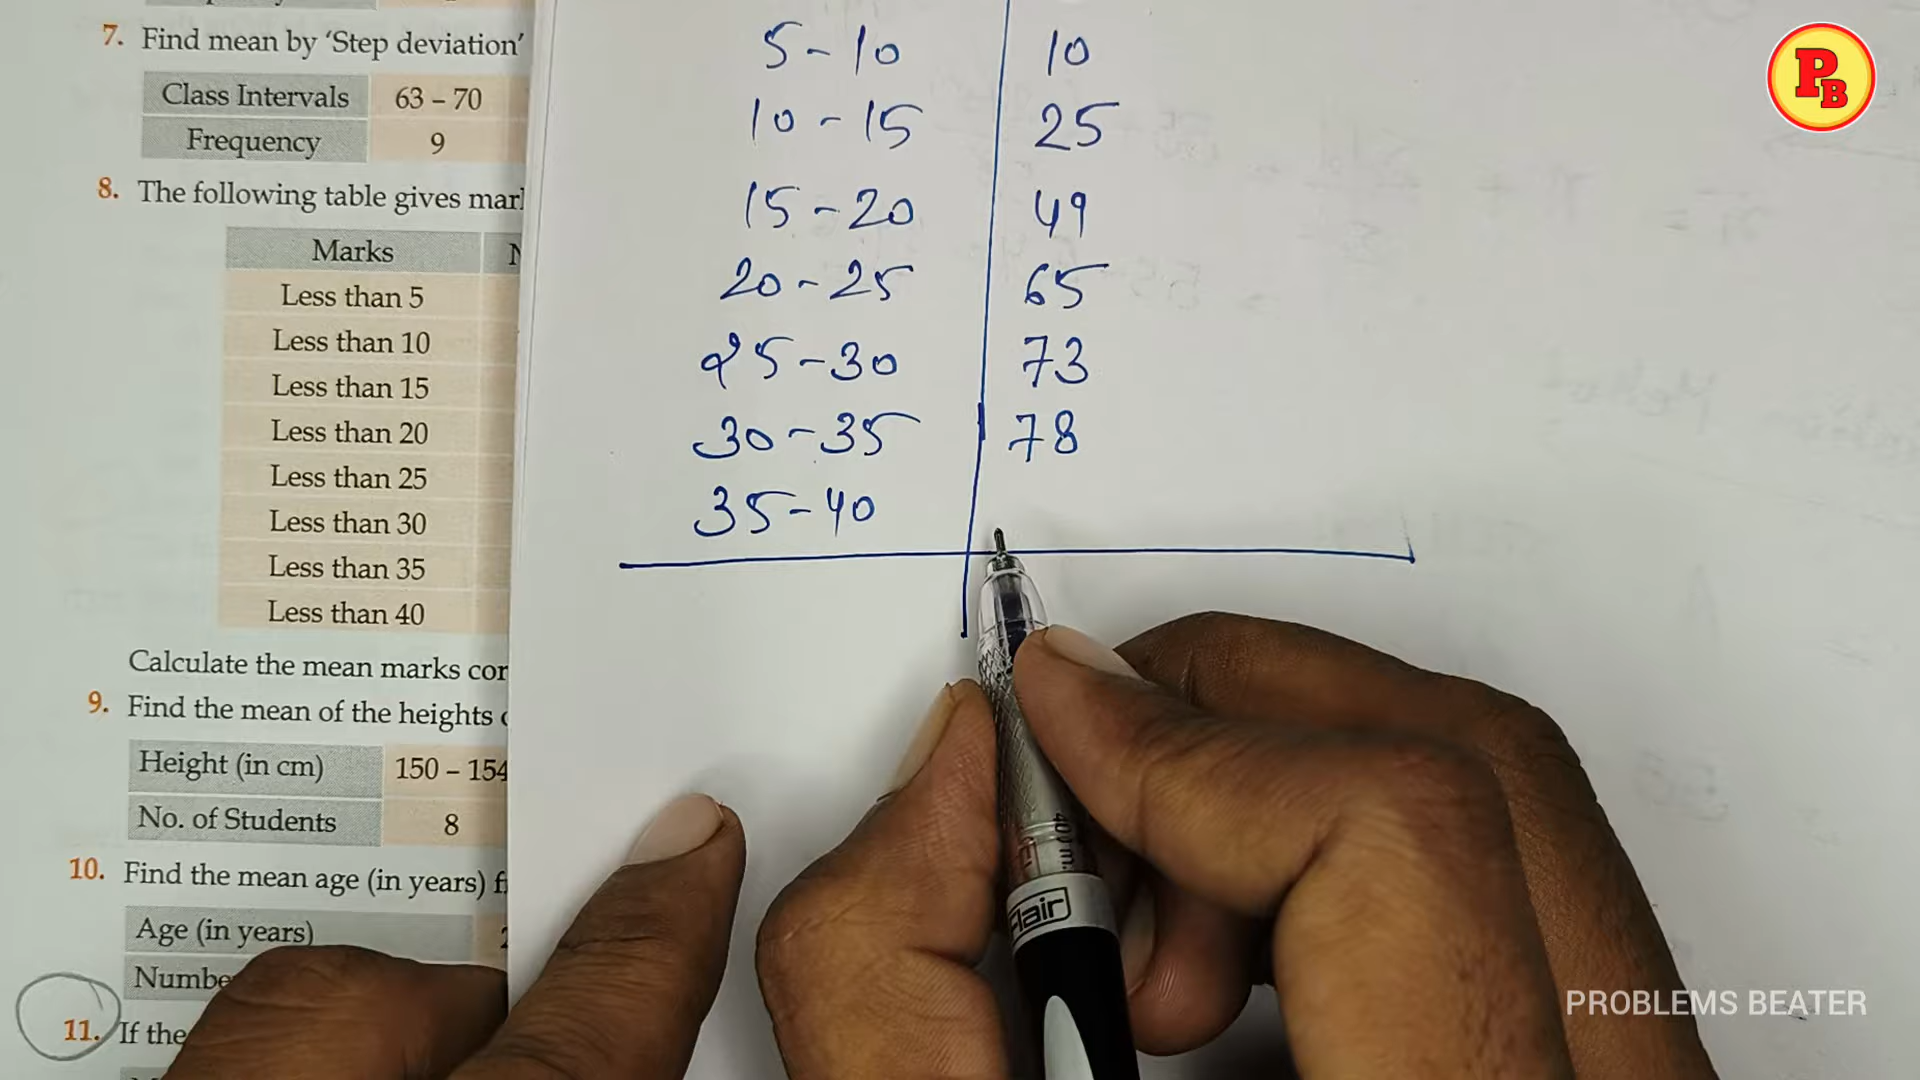 7. Find mean by 'Step deviation'
Class Intervals 63 – 70
Frequency 9
8. The following table gives
Marks
Less than 5
Less than 10
Less than 15
Less than 20
Less than 25
Less than 30
Less than 35
Less than 40
Calculate the mean marks
9. Find the mean of the heights
Height (in cm) 150 – 154
No. of Students 8
10. Find the mean age (in years)
Age (in years)
11. If the
5 - 10 10
10 - 15 25
15 - 20 49
20 - 25 65
25 - 30 73
30 - 35 78
35 - 40
Flair
PB
PROBLEMS BEATER